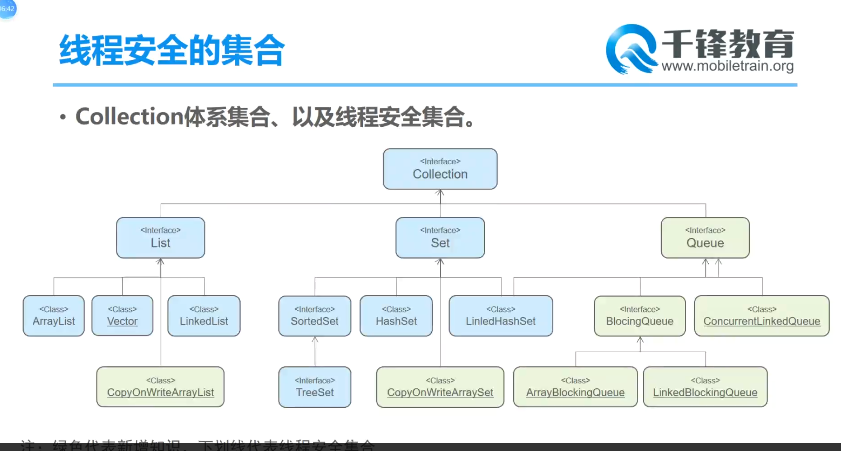 16:42
线程安全的集合
千锋教育
www.mobiletrain.org
• Collection体系集合、以及线程安全集合。
<Interface>
Collection
<Interface>
List
<Interface>
Set
<Interface>
Queue
<Class>
ArrayList
<Class>
Vector
<Class>
LinkedList
<Interface>
SortedSet
<Class>
HashSet
<Class>
LinledHashSet
<Interface>
BlocingQueue
<Class>
ConcurrentLinkedQueue
<Class>
CopyOnWriteArrayList
<Interface>
TreeSet
<Class>
CopyOnWriteArraySet
<Class>
ArrayBlockingQueue
<Class>
LinkedBlockingQueue
注：绿色代表新增知识，下划线代表线程安全集合